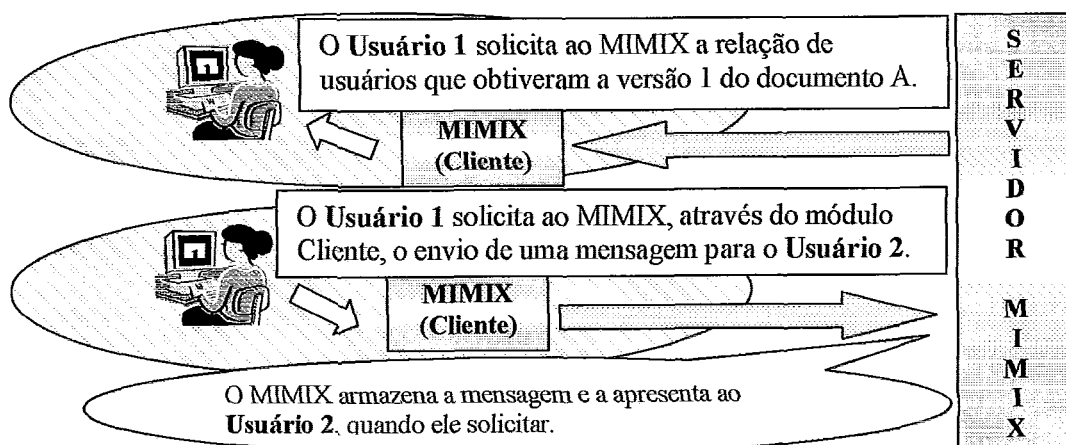 O Usuário 1 solicita ao MIMIX a relação de
usuários que obtiveram a versão 1 do documento A.
MIMIX
(Cliente)
O Usuário 1 solicita ao MIMIX, através do módulo
Cliente, o envio de uma mensagem para o Usuário 2.
MIMIX
(Cliente)
O MIMIX armazena a mensagem e a apresenta ao
Usuário 2, quando ele solicitar.
SERVIDOR MIMIX